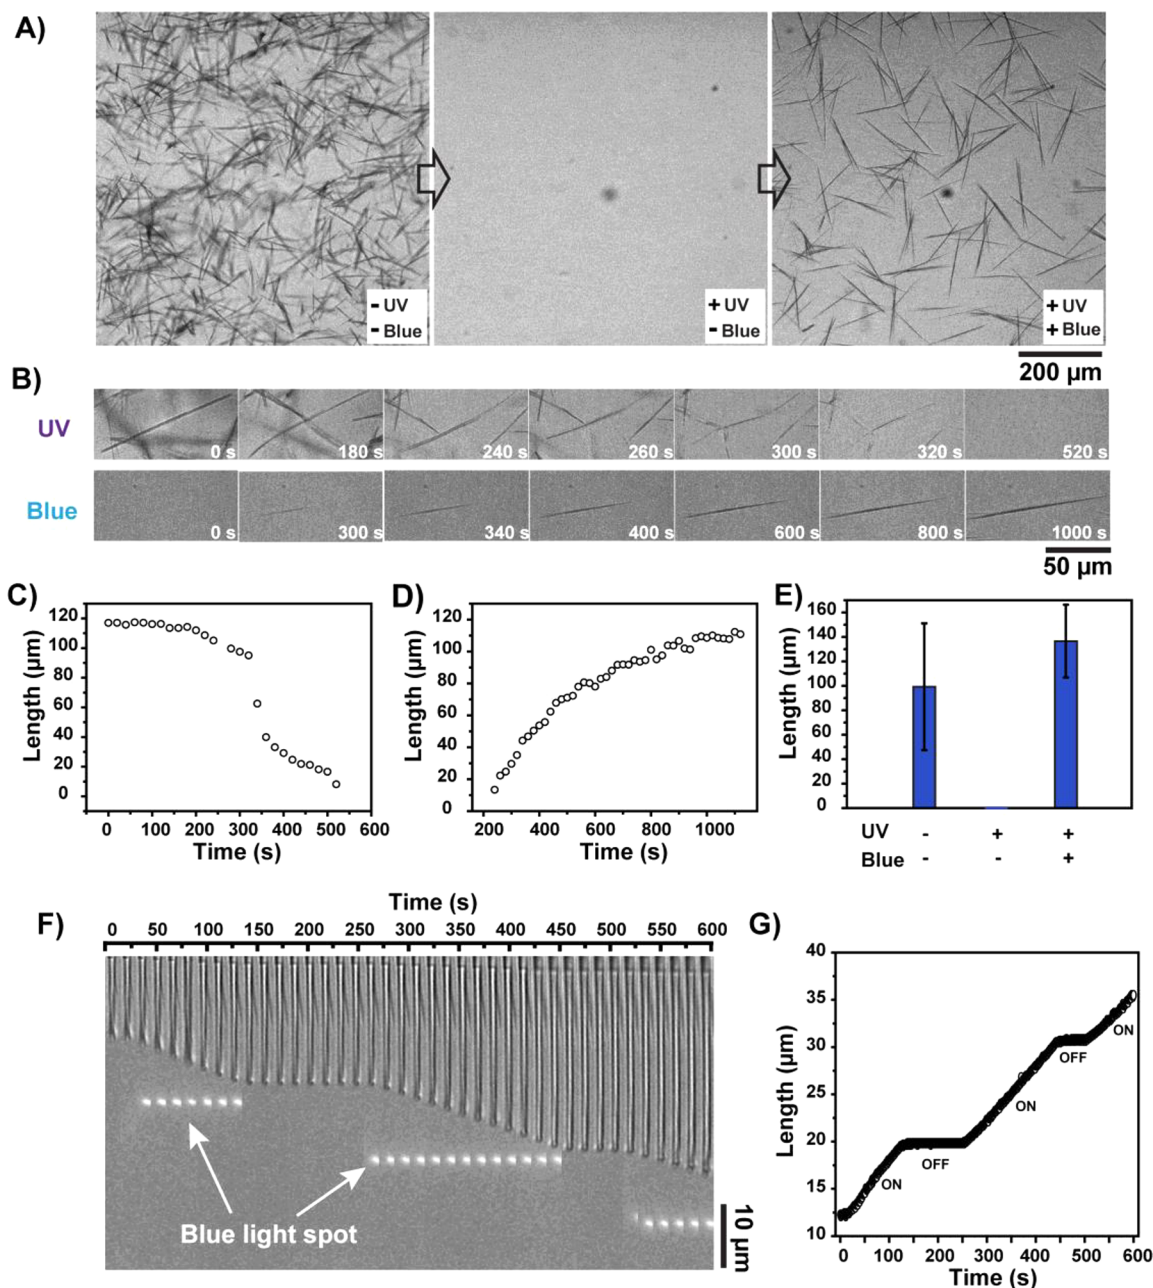 A)
- UV
- Blue
+ UV
- Blue
+ UV
+ Blue
200 µm
B)
UV
0 s 180 s 240 s 260 s 300 s 320 s 520 s
Blue
0 s 300 s 340 s 400 s 600 s 800 s 1000 s
50 µm
C)
Length (µm)
120
100
80
60
40
20
0
0 100 200 300 400 500 600
Time (s)
D)
Length (µm)
120
100
80
60
40
20
0
200 400 600 800 1000
Time (s)
E)
Length (µm)
160
140
120
100
80
60
40
20
0
UV - + +
Blue - - +
F)
Time (s)
0 50 100 150 200 250 300 350 400 450 500 550 600
Blue light spot
10 µm
G)
Length (µm)
40
35
30
25
20
15
10
ON
OFF
ON
OFF
ON
0 100 200 300 400 500 600
Time (s)